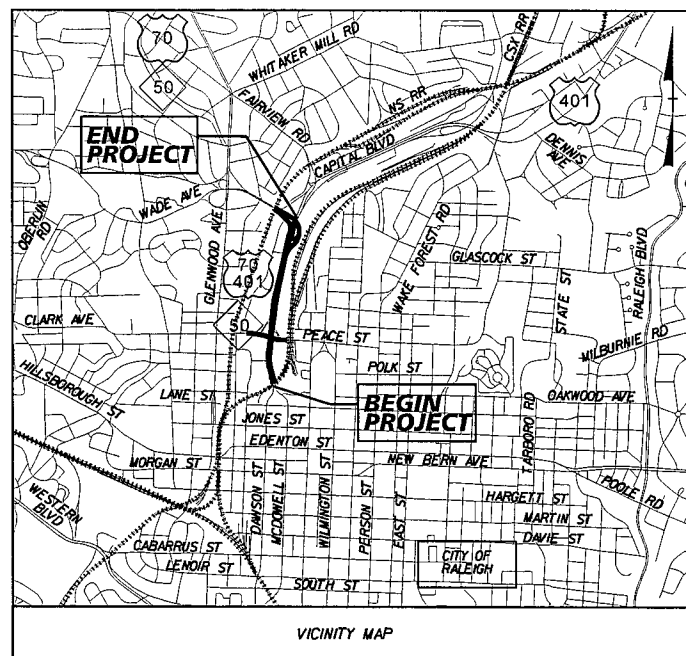 70
50
WHITAKER MILL RD
CSX RR
FAIRVIEW RD
NS RR
401
END
PROJECT
CAPITAL BLVD
DENNIS
AVE
WADE AVE
OBERLIN
RD
GLENWOOD AVE
WAKE FOREST RD
GLASCOCK ST
RALEIGH BLVD
70
401
STATE ST
CLARK AVE
50
PEACE ST
MILBURNIE RD
HILLSBOROUGH ST
POLK ST
LANE ST
BEGIN
PROJECT
OAKWOOD AVE
JONES ST
EDENTON ST
TARBORO RD
MORGAN ST
NEW BERN AVE
POOLE RD
WESTERN
BLVD
DAWSON ST
MCDOWELL ST
WILMINGTON ST
PERSON ST
EAST ST
HARGETT ST
MARTIN ST
DAVIE ST
CABARRUS ST
LENOIR ST
CITY OF
RALEIGH
SOUTH ST
VICINITY MAP